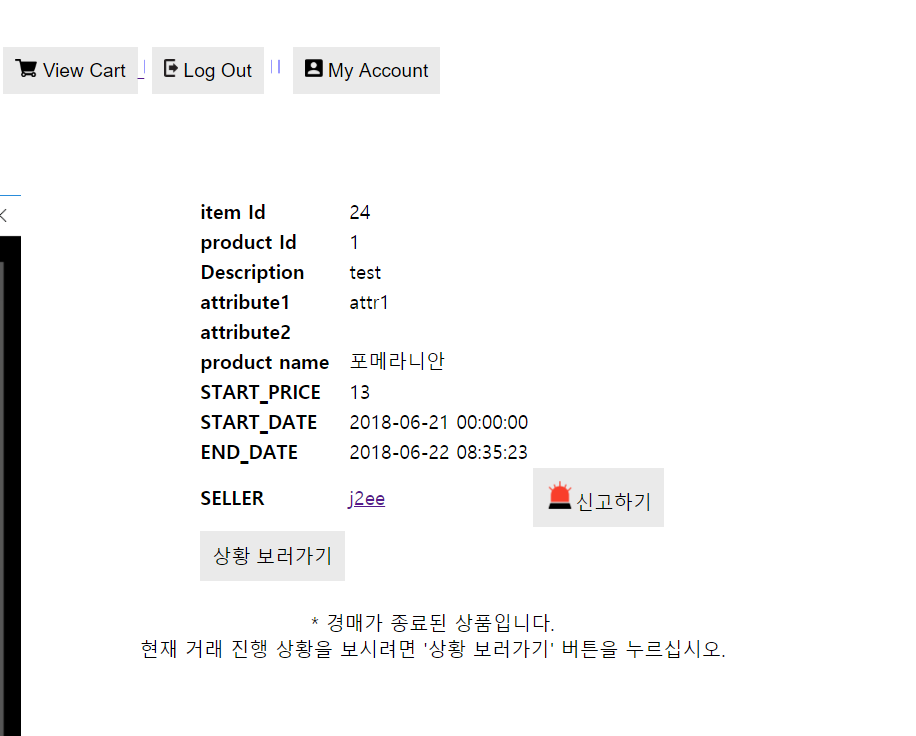 View Cart | Log Out | | My Account
item Id 24
product Id 1
Description test
attribute1 attr1
attribute2
product name 포메라니안
START_PRICE 13
START_DATE 2018-06-21 00:00:00
END_DATE 2018-06-22 08:35:23
SELLER j2ee 신고하기
상황 보러가기
* 경매가 종료된 상품입니다.
현재 거래 진행 상황을 보시려면 '상황 보러가기' 버튼을 누르십시오.